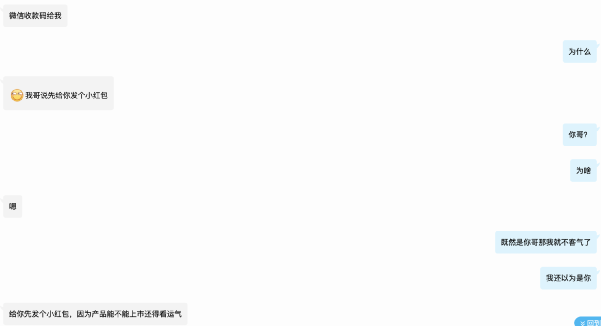 微信收款码给我
为什么
我哥说先给你发个小红包
你哥？
为啥
嗯
既然是你哥那我就不客气了
我还以为是你
给你先发个小红包，因为产品能不能上市还得看运气